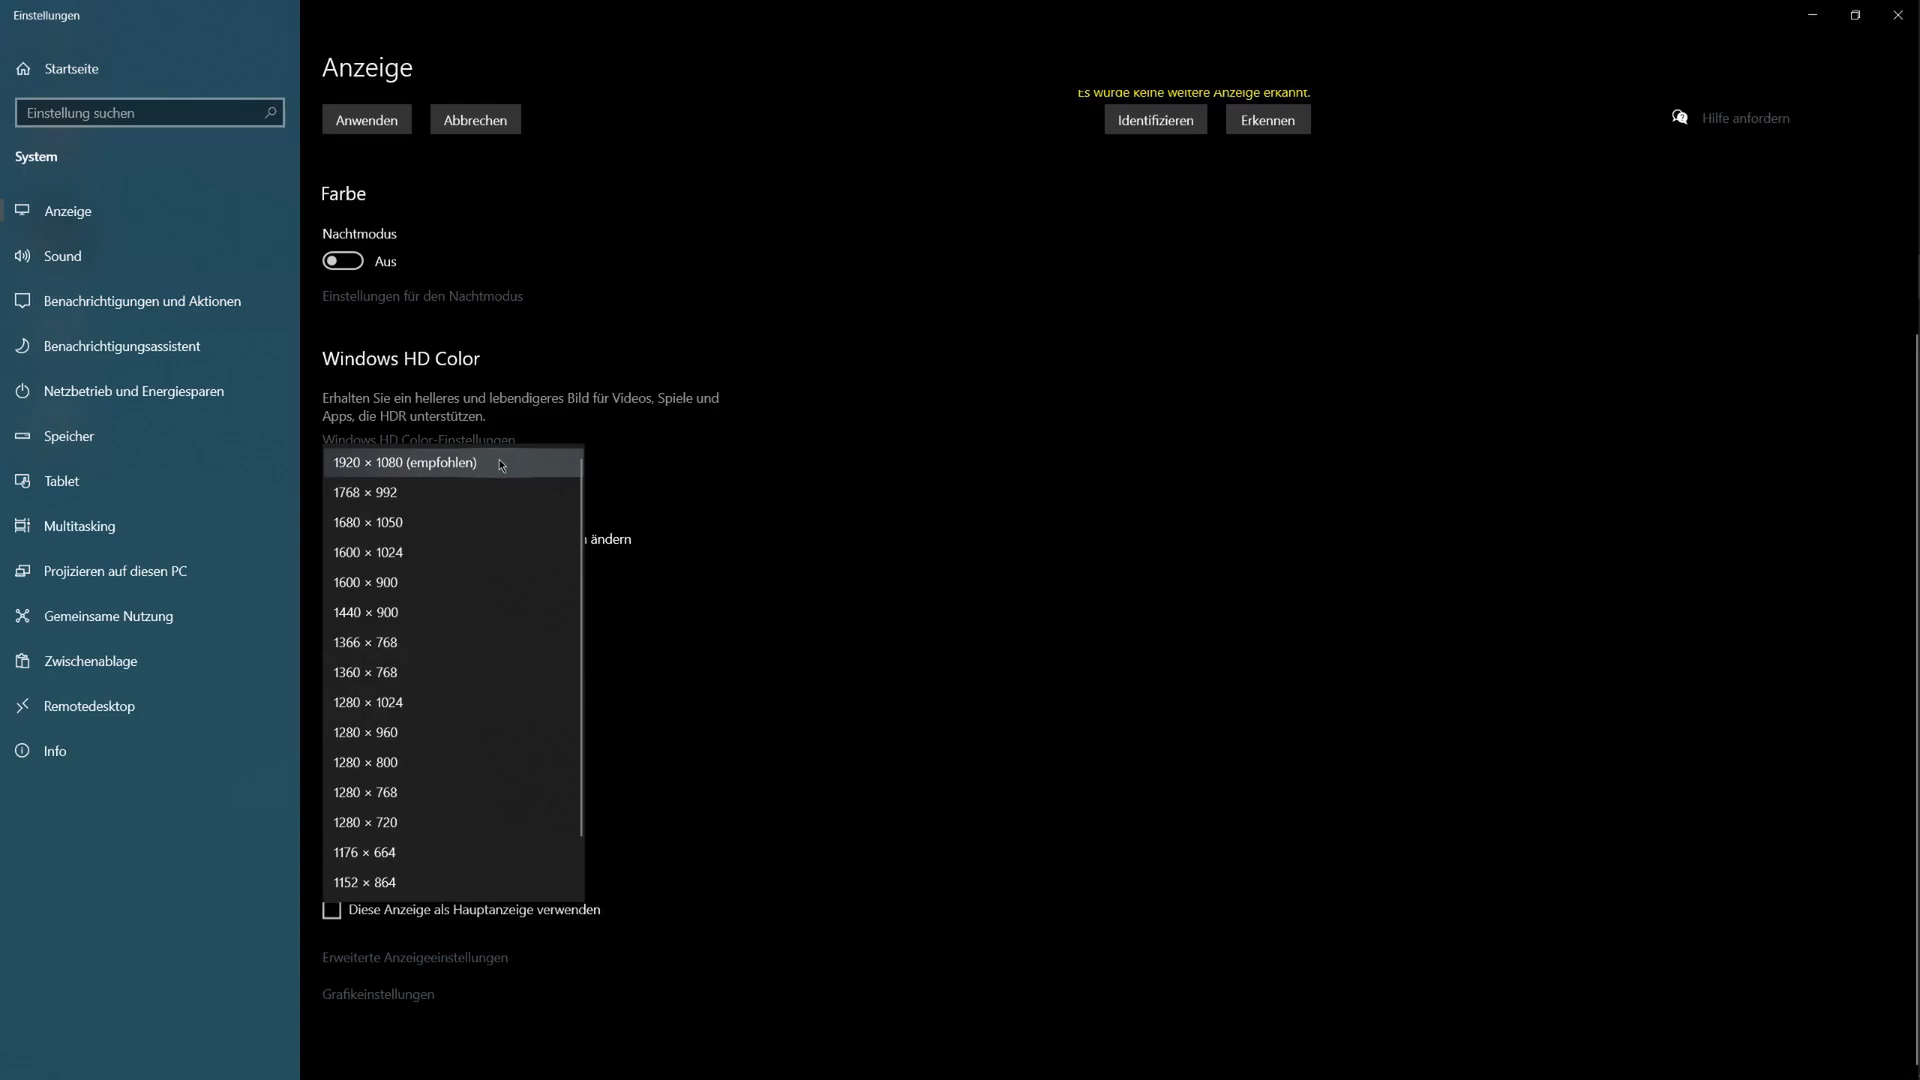 Einstellungen
Startseite
Einstellung suchen
System
Anzeige
Sound
Benachrichtigungen und Aktionen
Benachrichtigungsassistent
Netzbetrieb und Energiesparen
Speicher
Tablet
Multitasking
Projizieren auf diesen PC
Gemeinsame Nutzung
Zwischenablage
Remotedesktop
Info
Anzeige
Es wurde keine weitere Anzeige erkannt.
Anwenden
Abbrechen
Identifizieren
Erkennen
Hilfe anfordern
Farbe
Nachtmodus
Aus
Einstellungen für den Nachtmodus
Windows HD Color
Erhalten Sie ein helleres und lebendigeres Bild für Videos, Spiele und
Apps, die HDR unterstützen.
Windows HD Color-Einstellungen
1920 × 1080 (empfohlen)
1768 × 992
1680 × 1050
ändern
1600 × 1024
1600 × 900
1440 × 900
1366 × 768
1360 × 768
1280 × 1024
1280 × 960
1280 × 800
1280 × 768
1280 × 720
1176 × 664
1152 × 864
Diese Anzeige als Hauptanzeige verwenden
Erweiterte Anzeigeeinstellungen
Grafikeinstellungen